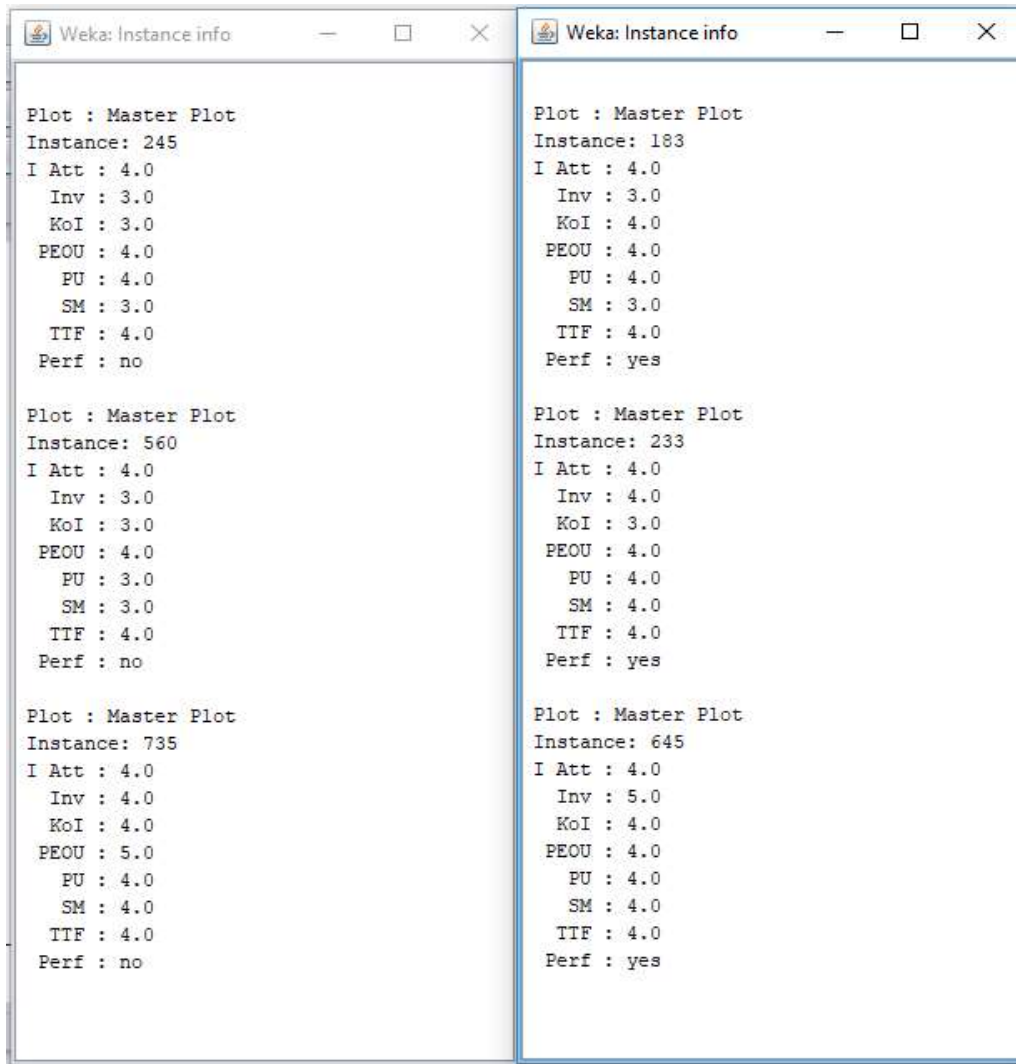 Weka: Instance info
Plot : Master Plot
Instance: 245
I Att : 4.0
Inv : 3.0
KoI : 3.0
PEOU : 4.0
PU : 4.0
SM : 3.0
TTF : 4.0
Perf : no
Plot : Master Plot
Instance: 560
I Att : 4.0
Inv : 3.0
KoI : 3.0
PEOU : 4.0
PU : 3.0
SM : 3.0
TTF : 4.0
Perf : no
Plot : Master Plot
Instance: 735
I Att : 4.0
Inv : 4.0
KoI : 4.0
PEOU : 5.0
PU : 4.0
SM : 4.0
TTF : 4.0
Perf : no
Weka: Instance info
Plot : Master Plot
Instance: 183
I Att : 4.0
Inv : 3.0
KoI : 4.0
PEOU : 4.0
PU : 4.0
SM : 3.0
TTF : 4.0
Perf : yes
Plot : Master Plot
Instance: 233
I Att : 4.0
Inv : 4.0
KoI : 3.0
PEOU : 4.0
PU : 4.0
SM : 4.0
TTF : 4.0
Perf : yes
Plot : Master Plot
Instance: 645
I Att : 4.0
Inv : 5.0
KoI : 4.0
PEOU : 4.0
PU : 4.0
SM : 4.0
TTF : 4.0
Perf : yes